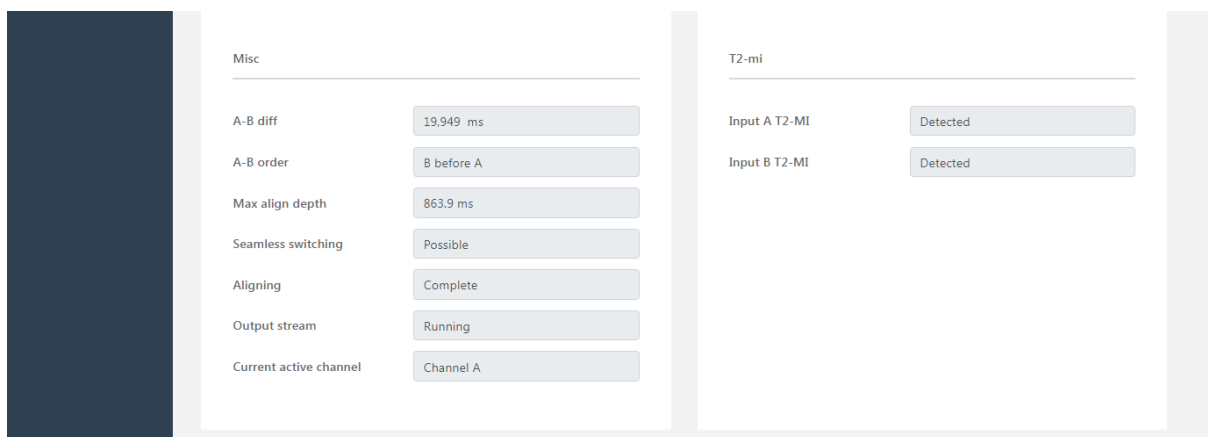 Misc
A-B diff 19,949 ms
A-B order B before A
Max align depth 863.9 ms
Seamless switching Possible
Aligning Complete
Output stream Running
Current active channel Channel A
T2-mi
Input A T2-MI Detected
Input B T2-MI Detected